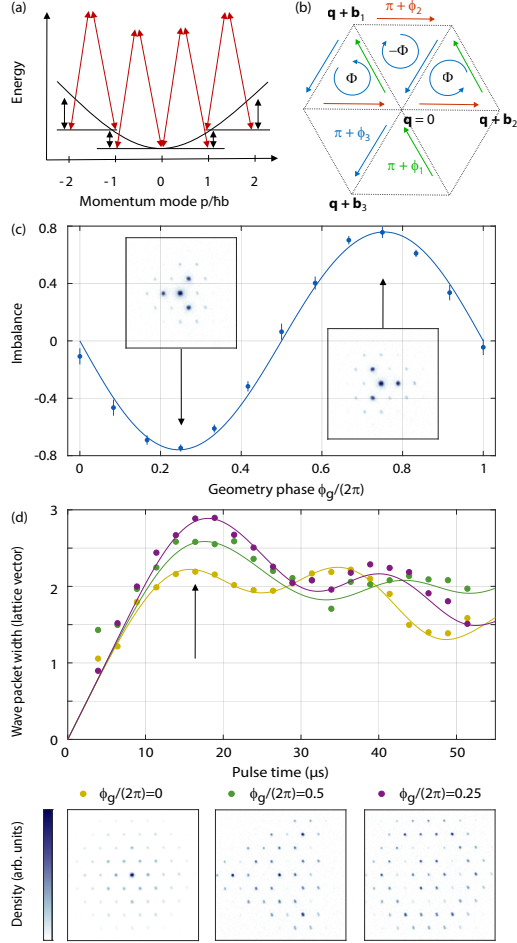 (a)
Energy
-2 -1 0 1 2
Momentum mode p/ħb
(b)
q + b₁
π + ϕ₂
-Φ
Φ
Φ
q = 0
q + b₂
π + ϕ₃
π + ϕ₁
q + b₃
(c)
Imbalance
0.8
0.4
0
-0.4
-0.8
0 0.2 0.4 0.6 0.8 1
Geometry phase ϕg/(2π)
(d)
Wave packet width (lattice vector)
3
2
1
0
0 10 20 30 40 50
Pulse time (μs)
ϕg/(2π)=0 ϕg/(2π)=0.5 ϕg/(2π)=0.25
Density (arb. units)